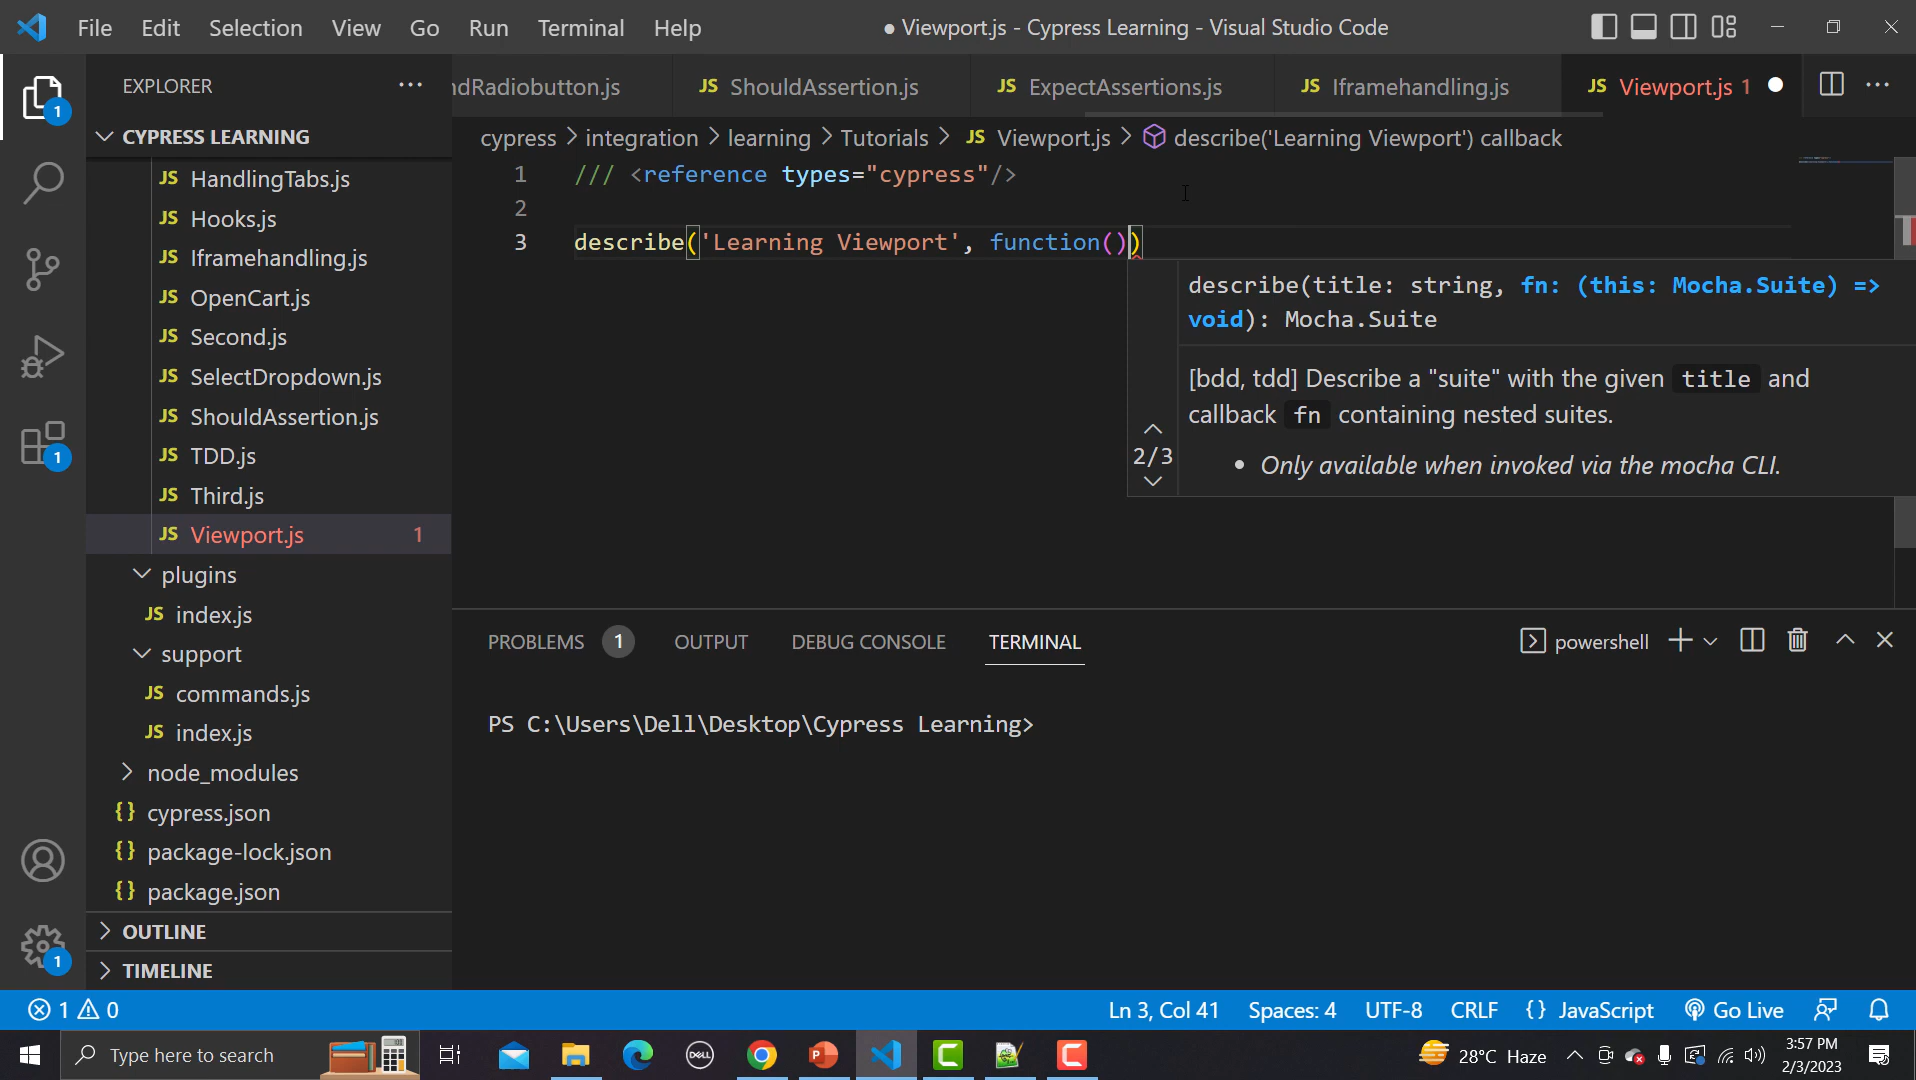 File Edit Selection View Go Run Terminal Help
● Viewport.js - Cypress Learning - Visual Studio Code
EXPLORER
ndRadiobutton.js
JS ShouldAssertion.js
JS ExpectAssertions.js
JS Iframehandling.js
JS Viewport.js 1
CYPRESS LEARNING
cypress > integration > learning > Tutorials > JS Viewport.js > describe('Learning Viewport') callback
JS HandlingTabs.js
JS Hooks.js
JS Iframehandling.js
JS OpenCart.js
JS Second.js
JS SelectDropdown.js
JS ShouldAssertion.js
JS TDD.js
JS Third.js
JS Viewport.js 1
plugins
JS index.js
support
JS commands.js
JS index.js
node_modules
{} cypress.json
{} package-lock.json
{} package.json
OUTLINE
TIMELINE
1 /// <reference types="cypress"/>
2
3 describe('Learning Viewport', function())
describe(title: string, fn: (this: Mocha.Suite) =>
void): Mocha.Suite
[bdd, tdd] Describe a "suite" with the given title and
callback fn containing nested suites.
2/3
• Only available when invoked via the mocha CLI.
PROBLEMS 1 OUTPUT DEBUG CONSOLE TERMINAL
powershell
PS C:\Users\Dell\Desktop\Cypress Learning>
1
1
1
1 0
Ln 3, Col 41 Spaces: 4 UTF-8 CRLF {} JavaScript Go Live
Type here to search
DELL
28°C Haze
3:57 PM
2/3/2023